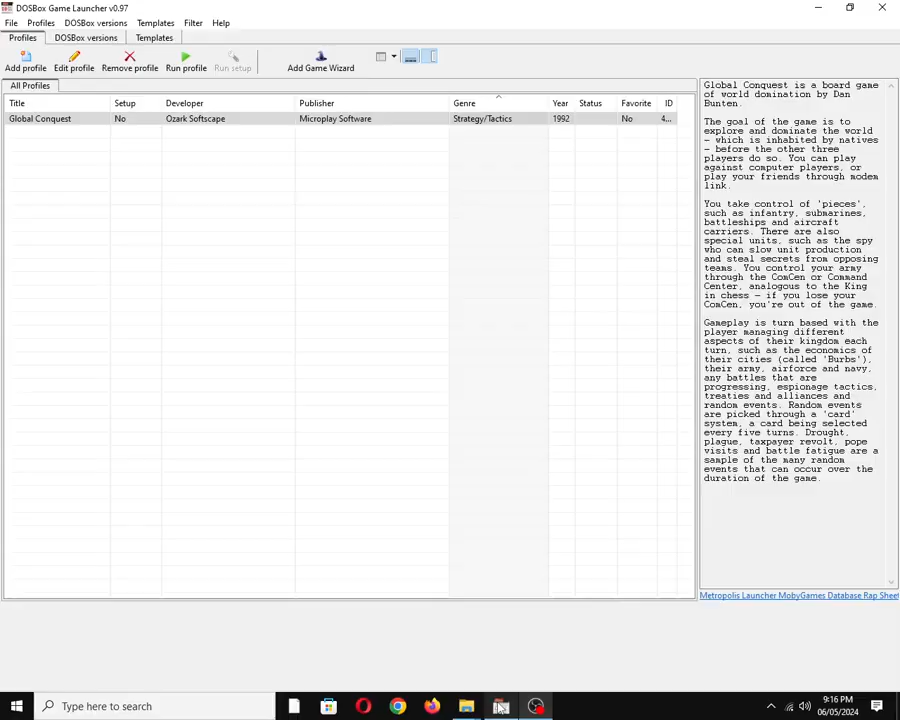 DOSBox Game Launcher v0.97
File Profiles DOSBox versions Templates Filter Help
Profiles DOSBox versions Templates
Add profile Edit profile Remove profile Run profile Run setup Add Game Wizard
All Profiles
Title Setup Developer Publisher Genre Year Status Favorite ID
Global Conquest No Ozark Softscape Microplay Software Strategy/Tactics 1992 No 4...
Global Conquest is a board game
of world domination by Dan
Bunten.
The goal of the game is to
explore and dominate the world
– which is inhabited by natives
– before the other three
players do so. You can play
against computer players, or
play your friends through modem
link.
You take control of 'pieces',
such as infantry, submarines,
battleships and aircraft
carriers. There are also
special units, such as the spy
who can slow unit production
and steal secrets from opposing
teams. You control your army
through the ComCen or Command
Center, analogous to the King
in chess – if you lose your
ComCen, you're out of the game.
Gameplay is turn based with the
player managing different
aspects of their kingdom each
turn, such as the economics of
their cities (called 'Burbs'),
their army, airforce and navy,
any battles that are
progressing, espionage tactics,
treaties and alliances and
random events. Random events
are picked through a 'card'
system, a card being selected
every five turns. Drought,
plague, taxpayer revolt, pope
visits and battle fatigue are a
sample of the many random
events that can occur over the
duration of the game.
Metropolis Launcher MobyGames Database Rap Sheet
Type here to search
9:16 PM
06/05/2024